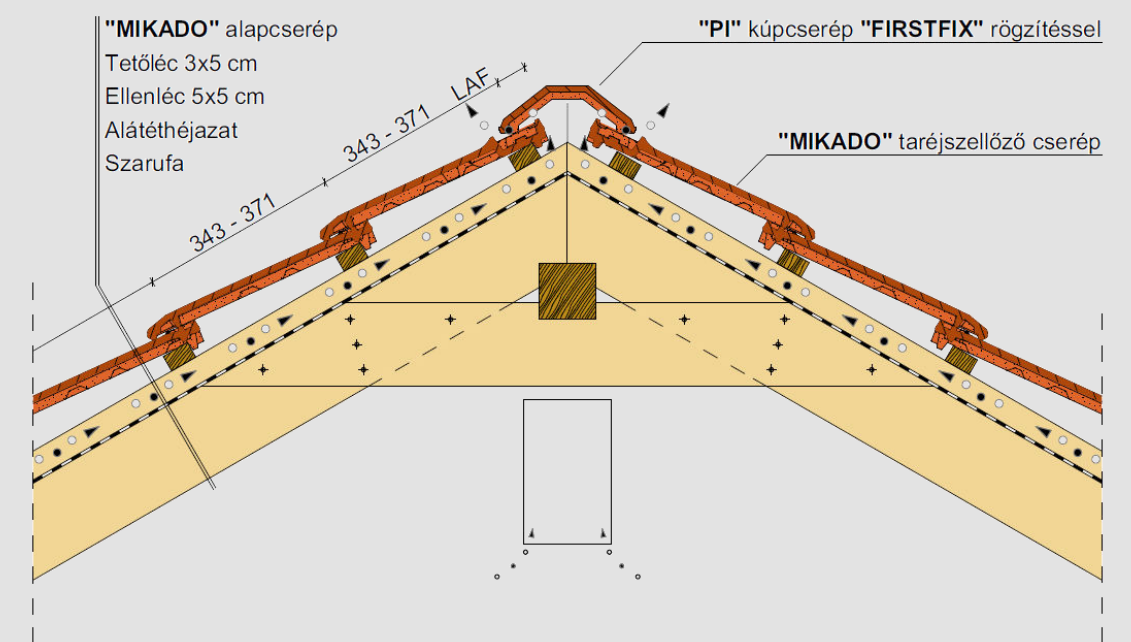 "MIKADO" alapcserép
Tetőléc 3x5 cm
Ellenléc 5x5 cm
Alátéthéjazat
Szarufa
"PI" kúpcserép "FIRSTFIX" rögzítéssel
"MIKADO" taréjszellőző cserép
LAF
343 - 371
343 - 371